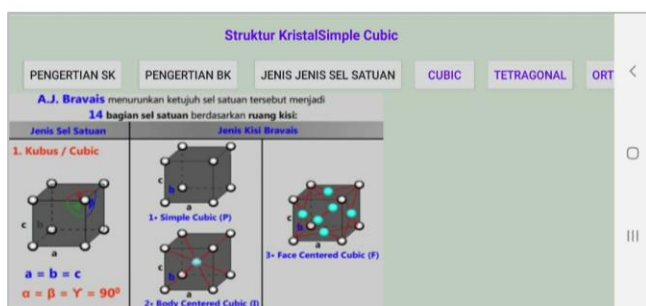 Struktur KristalSimple Cubic
PENGERTIAN SK PENGERTIAN BK JENIS JENIS SEL SATUAN CUBIC TETRAGONAL ORT
A.J. Bravais menurunkan ketujuh sel satuan tersebut menjadi
14 bagian sel satuan berdasarkan ruang kisi:
Jenis Sel Satuan Jenis Kisi Bravais
1. Kubus / Cubic
c b a
a = b = c
α = β = γ = 90⁰
c b a
1. Simple Cubic (P)
c b
2. Body Centered Cubic (I)
c b a
3. Face Centered Cubic (F)